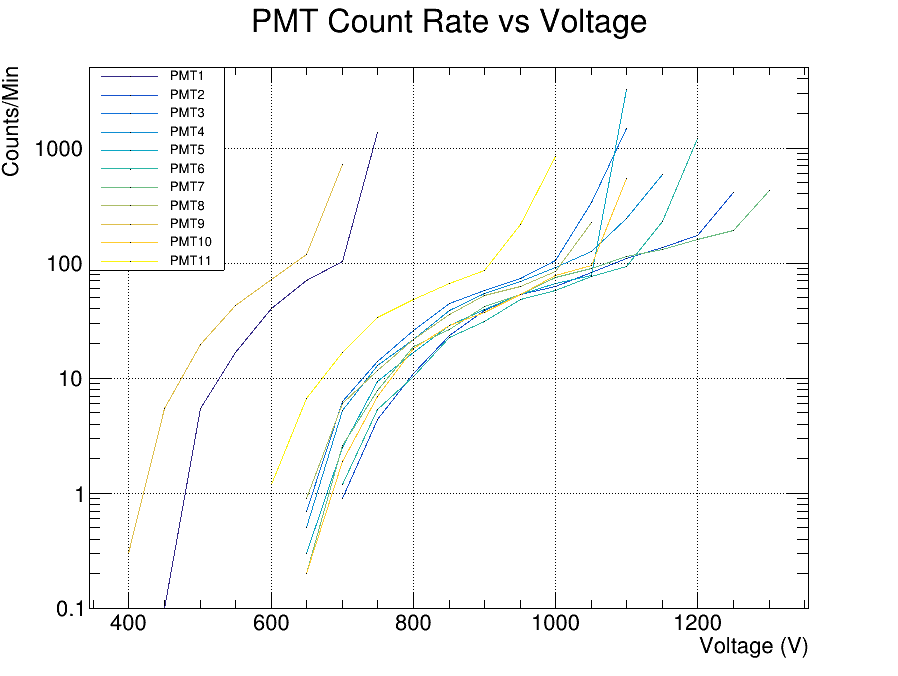 PMT Count Rate vs Voltage
Counts/Min
PMT1
PMT2
PMT3
PMT4
PMT5
PMT6
PMT7
PMT8
PMT9
PMT10
PMT11
1000
100
10
1
0.1
400 600 800 1000 1200
Voltage (V)